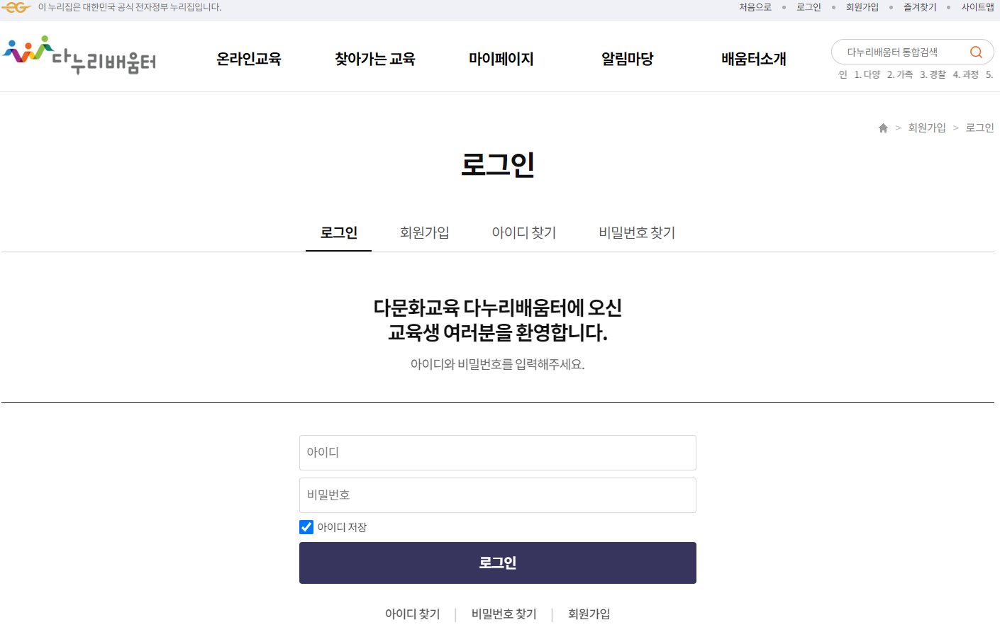 이 누리집은 대한민국 공식 전자정부 누리집입니다.
처음으로 로그인 회원가입 즐겨찾기 사이트맵
다누리배움터
온라인교육 찾아가는 교육 마이페이지 알림마당 배움터소개
다누리배움터 통합검색
인 1. 다양 2. 가족 3. 경찰 4. 과정 5.
> 회원가입 > 로그인
로그인
로그인 회원가입 아이디 찾기 비밀번호 찾기
다문화교육 다누리배움터에 오신
교육생 여러분을 환영합니다.
아이디와 비밀번호를 입력해주세요.
아이디
비밀번호
아이디 저장
로그인
아이디 찾기 | 비밀번호 찾기 | 회원가입